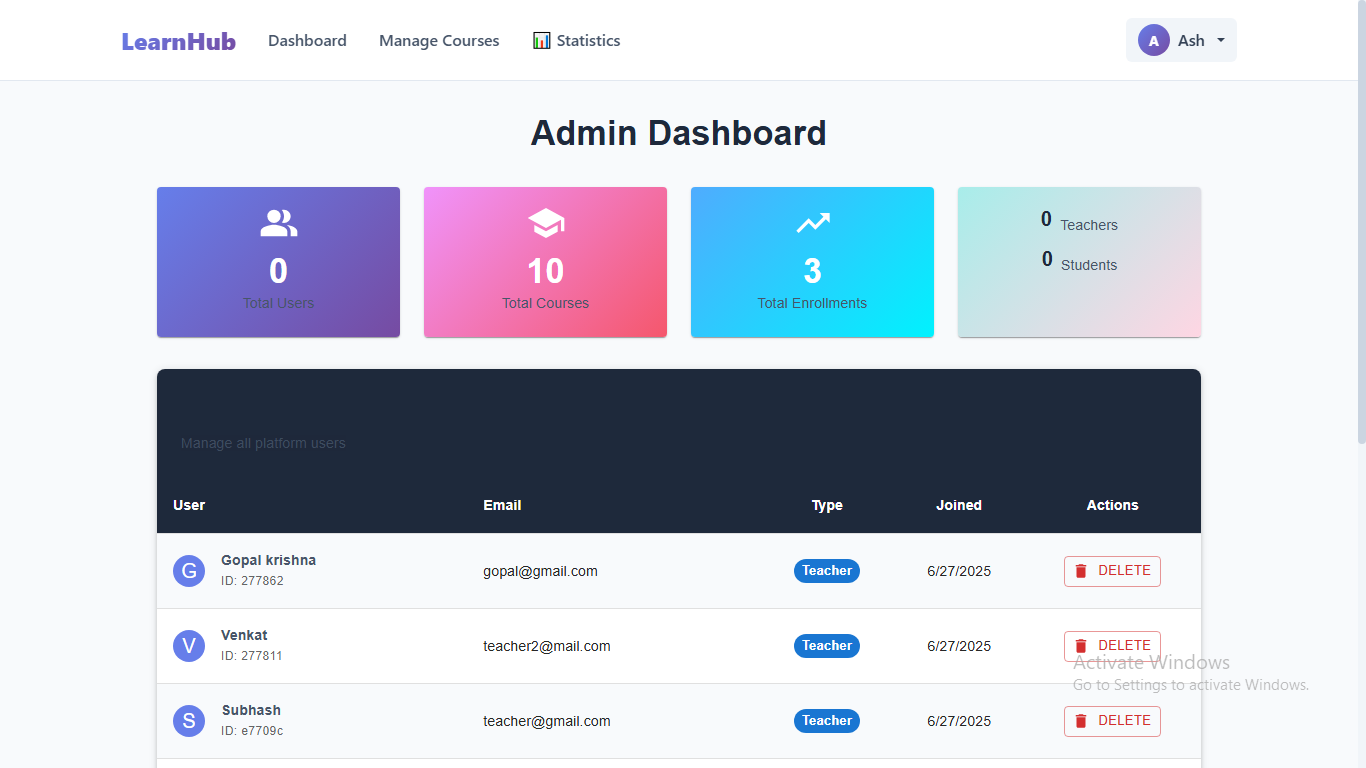 LearnHub Dashboard Manage Courses 📊 Statistics A Ash
Admin Dashboard
0 10 3 0 Teachers
Total Users Total Courses Total Enrollments 0 Students
Manage all platform users
User Email Type Joined Actions
G Gopal krishna gopal@gmail.com Teacher 6/27/2025 DELETE
ID: 277862
V Venkat teacher2@mail.com Teacher 6/27/2025 DELETE
ID: 277811
Activate Windows
Go to Settings to activate Windows.
S Subhash teacher@gmail.com Teacher 6/27/2025 DELETE
ID: e7709c